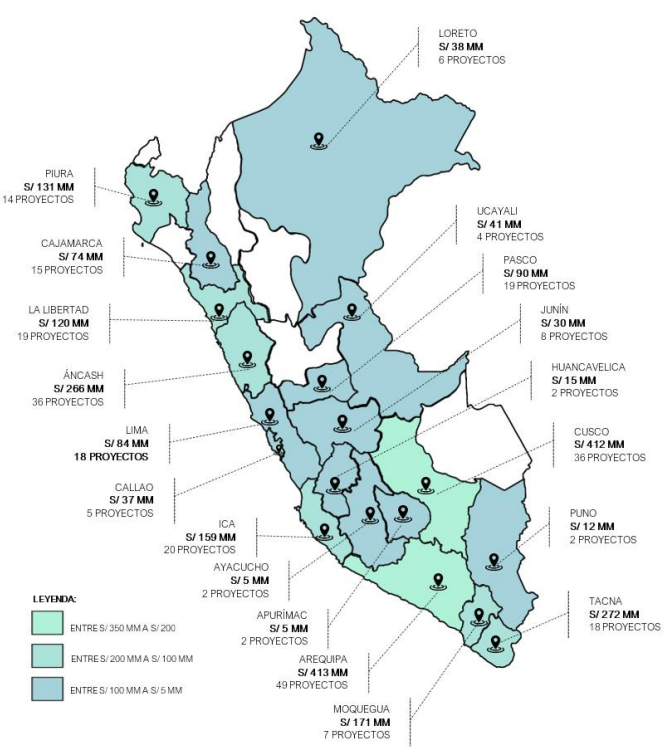 LORETO
S/ 38 MM
6 PROYECTOS
PIURA
S/ 131 MM
14 PROYECTOS
UCAYALI
S/ 41 MM
4 PROYECTOS
CAJAMARCA
S/ 74 MM
15 PROYECTOS
PASCO
S/ 90 MM
19 PROYECTOS
LA LIBERTAD
S/ 120 MM
19 PROYECTOS
JUNÍN
S/ 30 MM
8 PROYECTOS
ÁNCASH
S/ 266 MM
36 PROYECTOS
HUANCAVELICA
S/ 15 MM
2 PROYECTOS
LIMA
S/ 84 MM
18 PROYECTOS
CUSCO
S/ 412 MM
36 PROYECTOS
CALLAO
S/ 37 MM
5 PROYECTOS
ICA
S/ 159 MM
20 PROYECTOS
PUNO
S/ 12 MM
2 PROYECTOS
AYACUCHO
S/ 5 MM
2 PROYECTOS
APURÍMAC
S/ 5 MM
2 PROYECTOS
TACNA
S/ 272 MM
18 PROYECTOS
AREQUIPA
S/ 413 MM
49 PROYECTOS
MOQUEGUA
S/ 171 MM
7 PROYECTOS
LEYENDA:
ENTRE S/ 350 MM A S/ 200
ENTRE S/ 200 MM A S/ 100 MM
ENTRE S/ 100 MM A S/ 5 MM